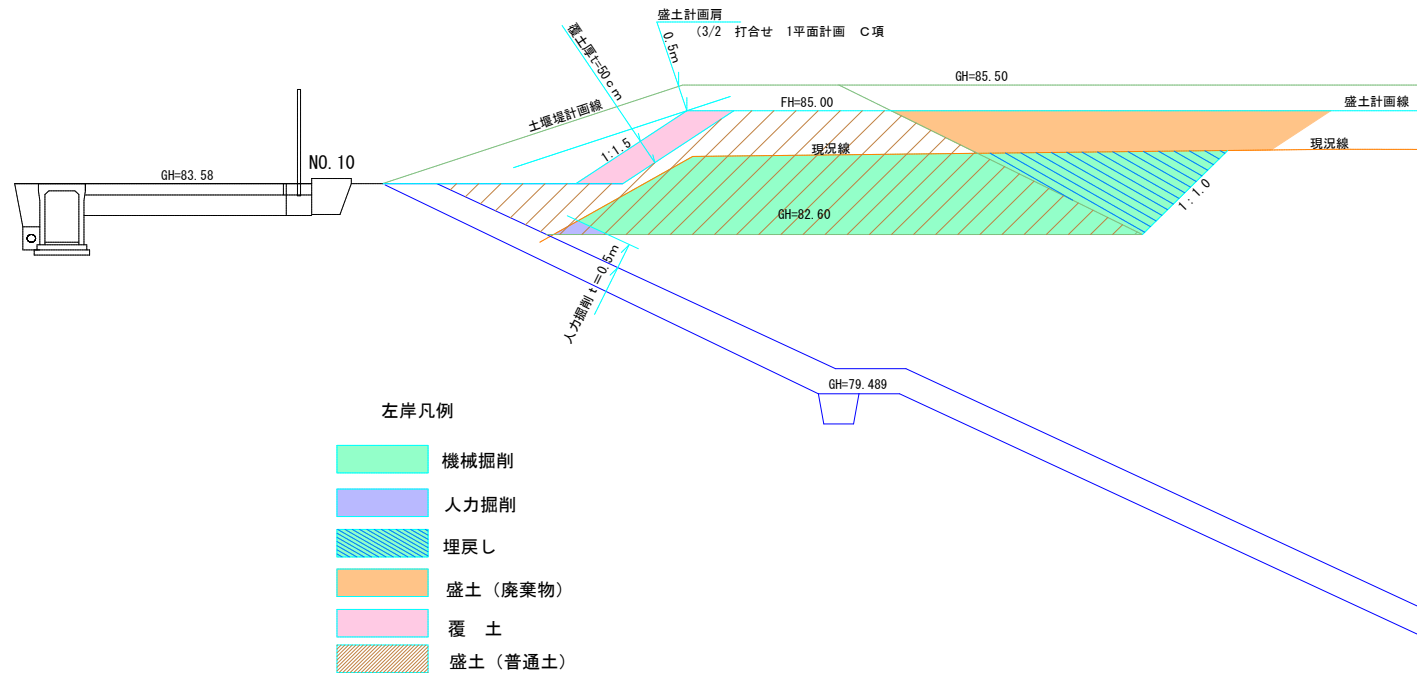 盛土計画肩
(3/2 打合せ 1平面計画 C項
0.5m
覆土厚t=50cm
GH=85.50
土堰堤計画線
FH=85.00
盛土計画線
1:1.5
現況線
現況線
NO.10
GH=83.58
GH=82.60
1:1.0
人力掘削t=0.5m
GH=79.489
左岸凡例
機械掘削
人力掘削
埋戻し
盛土（廃棄物）
覆 土
盛土（普通土）